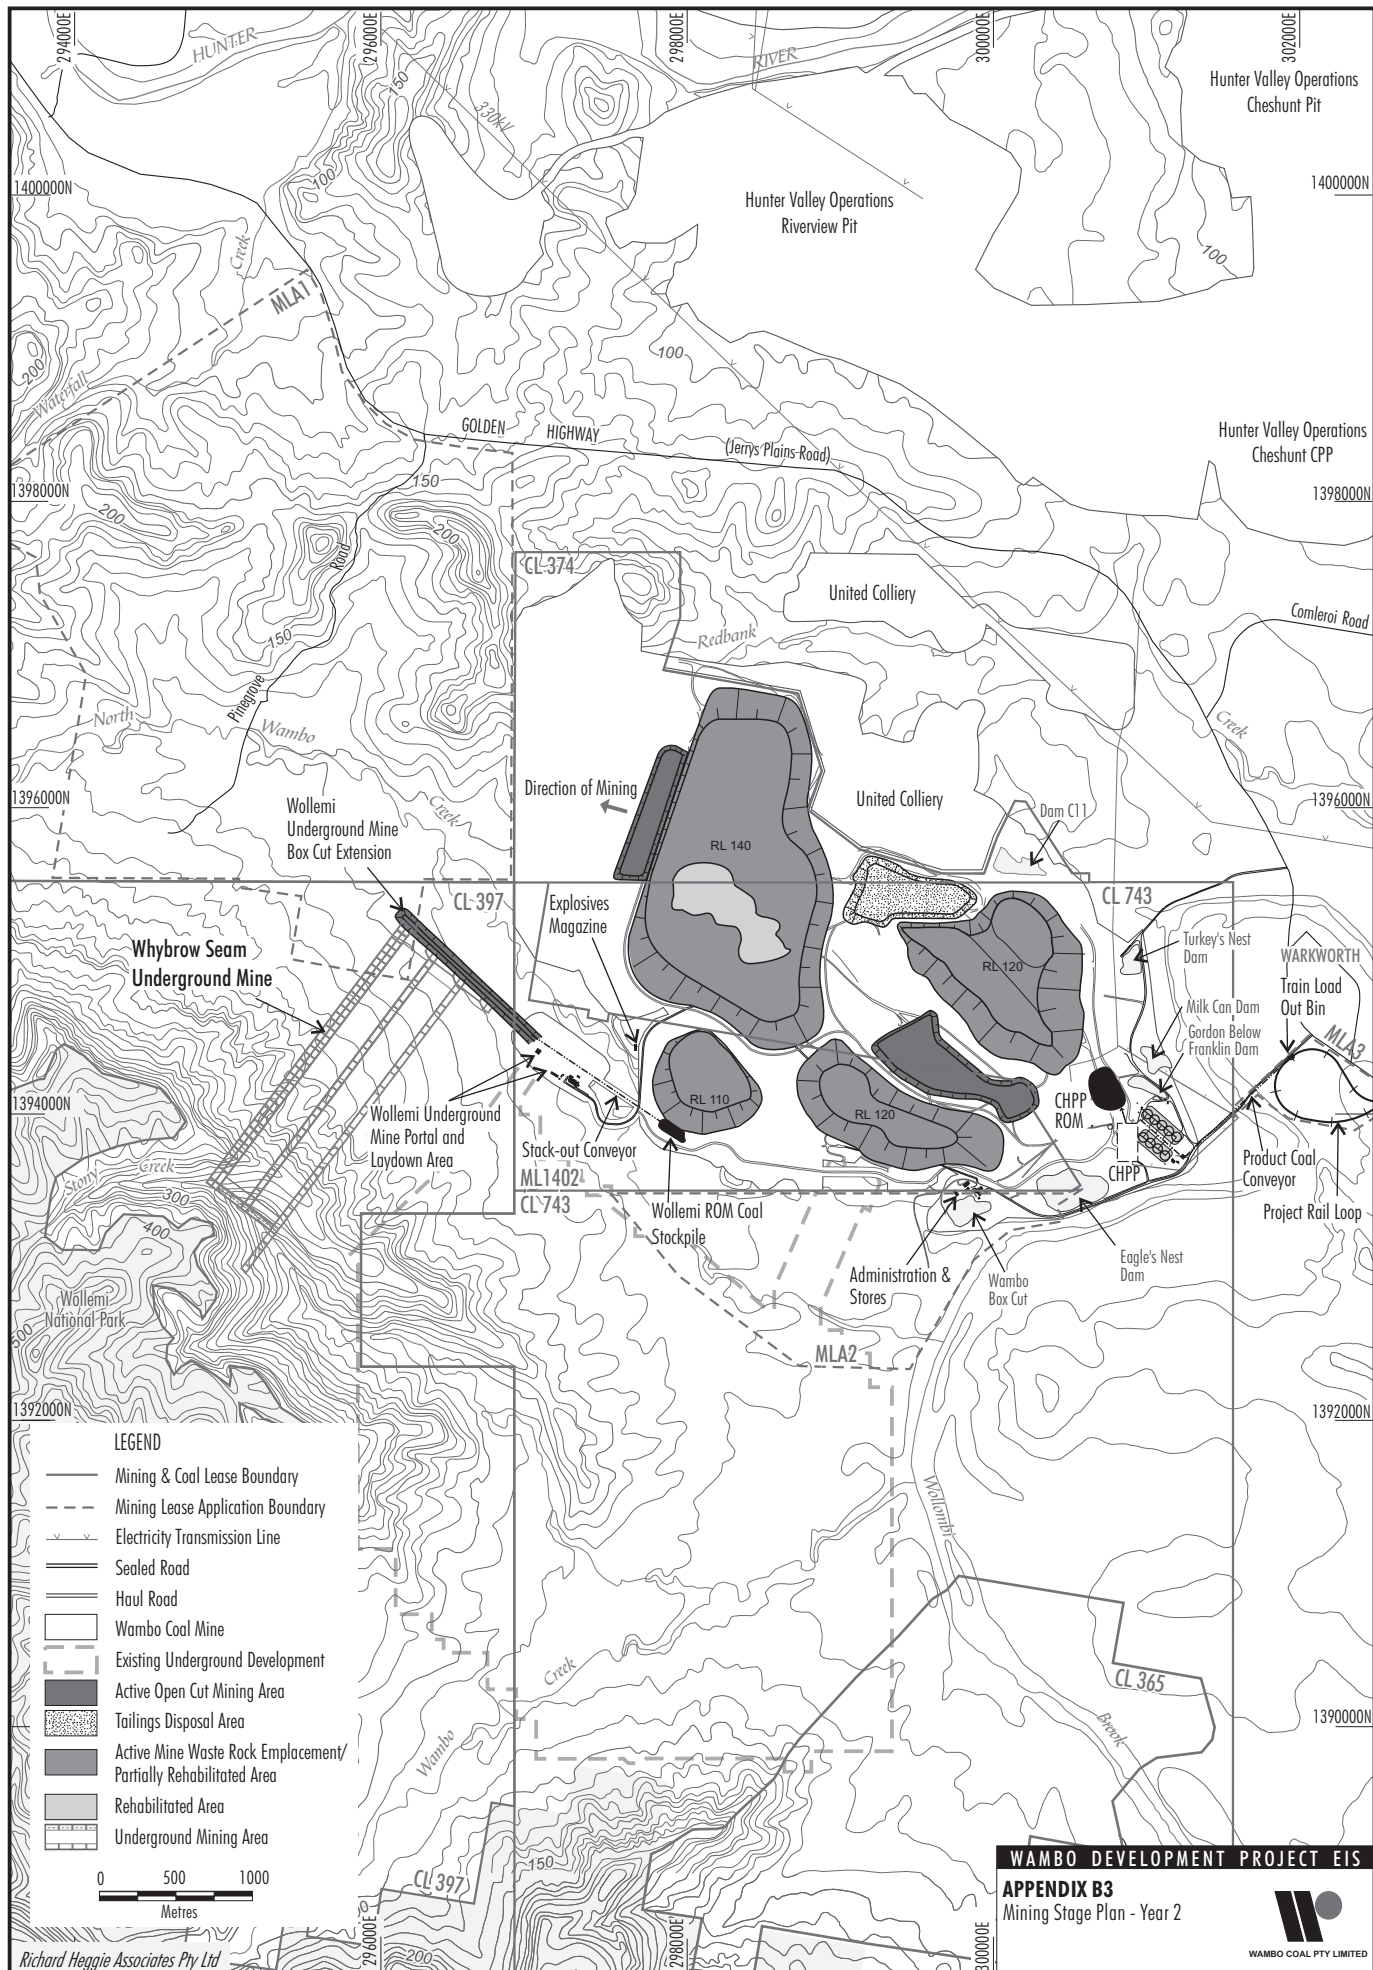 294000E
296000E
298000E
300000E
302000E
HUNTER
RIVER
Hunter Valley Operations
Cheshunt Pit
150
330kV
100
1400000N
1400000N
Hunter Valley Operations
Riverview Pit
Creek
100
MLA1
200
Waterfall
100
GOLDEN HIGHWAY
(Jerrys Plains Road)
Hunter Valley Operations
Cheshunt CPP
150
1398000N
1398000N
200
200
Road
CL 374
United Colliery
Comleroi Road
150
Redbank
Pinegrove
North
Wambo
Creek
Direction of Mining
1396000N
1396000N
Wollemi
Underground Mine
Box Cut Extension
Creek
United Colliery
Dam C11
RL 140
CL 397
CL 743
Explosives
Magazine
Whybrow Seam
Underground Mine
Turkey's Nest
Dam
WARKWORTH
RL 120
Train Load
Out Bin
Milk Can Dam
Gordon Below
Franklin Dam
MLA3
1394000N
1394000N
RL 110
RL 120
CHPP
ROM
Wollemi Underground
Mine Portal and
Laydown Area
Stack-out Conveyor
CHPP
Product Coal
Conveyor
Stony
Creek
300
ML1402
CL 743
Wollemi ROM Coal
Stockpile
Project Rail Loop
400
Administration &
Stores
Wambo
Box Cut
Eagle's Nest
Dam
Wollemi
National Park
500
MLA2
1392000N
1392000N
LEGEND
Mining & Coal Lease Boundary
Mining Lease Application Boundary
Electricity Transmission Line
Sealed Road
Haul Road
Wambo Coal Mine
Existing Underground Development
Active Open Cut Mining Area
Tailings Disposal Area
Active Mine Waste Rock Emplacement/
Partially Rehabilitated Area
Rehabilitated Area
Underground Mining Area
0 500 1000
Metres
Wollombi
Creek
CL 365
Brook
1390000N
Wambo
150
CL 397
200
296000E
298000E
300000E
WAMBO DEVELOPMENT PROJECT EIS
APPENDIX B3
Mining Stage Plan - Year 2
WAMBO COAL PTY LIMITED
Richard Heggie Associates Pty Ltd